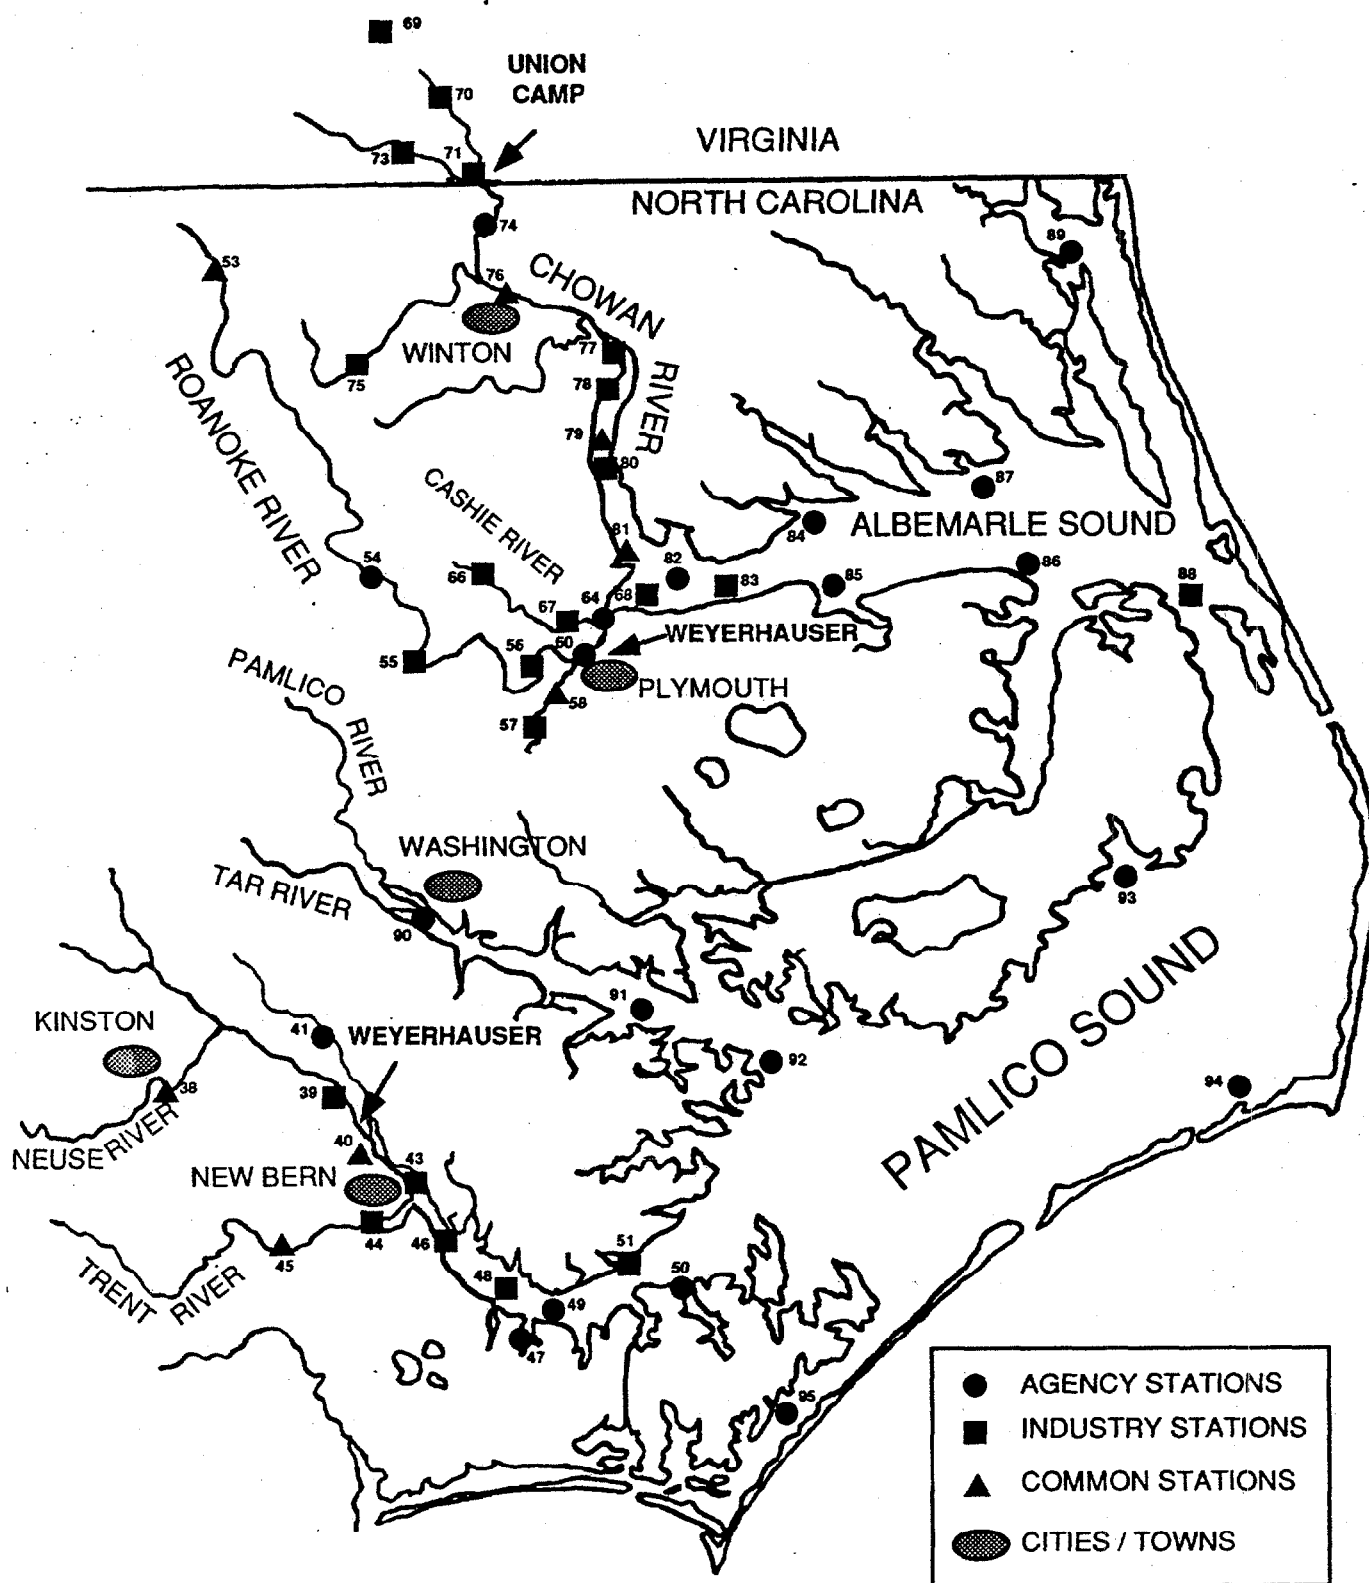 69
UNION
CAMP
70
VIRGINIA
73
71
NORTH CAROLINA
74
89
53
76
CHOWAN
RIVER
WINTON
77
75
78
ROANOKE RIVER
79
80
CASHIE RIVER
87
81
84
ALBEMARLE SOUND
54
82
86
66
83
85
88
68
67
64
WEYERHAUSER
60
55
56
PLYMOUTH
58
57
PAMLICO
RIVER
WASHINGTON
TAR RIVER
90
93
PAMLICO SOUND
91
KINSTON
41
WEYERHAUSER
92
38
39
94
NEUSE RIVER
40
NEW BERN
43
44
45
46
51
TRENT
RIVER
48
50
49
47
95
AGENCY STATIONS
INDUSTRY STATIONS
COMMON STATIONS
CITIES / TOWNS